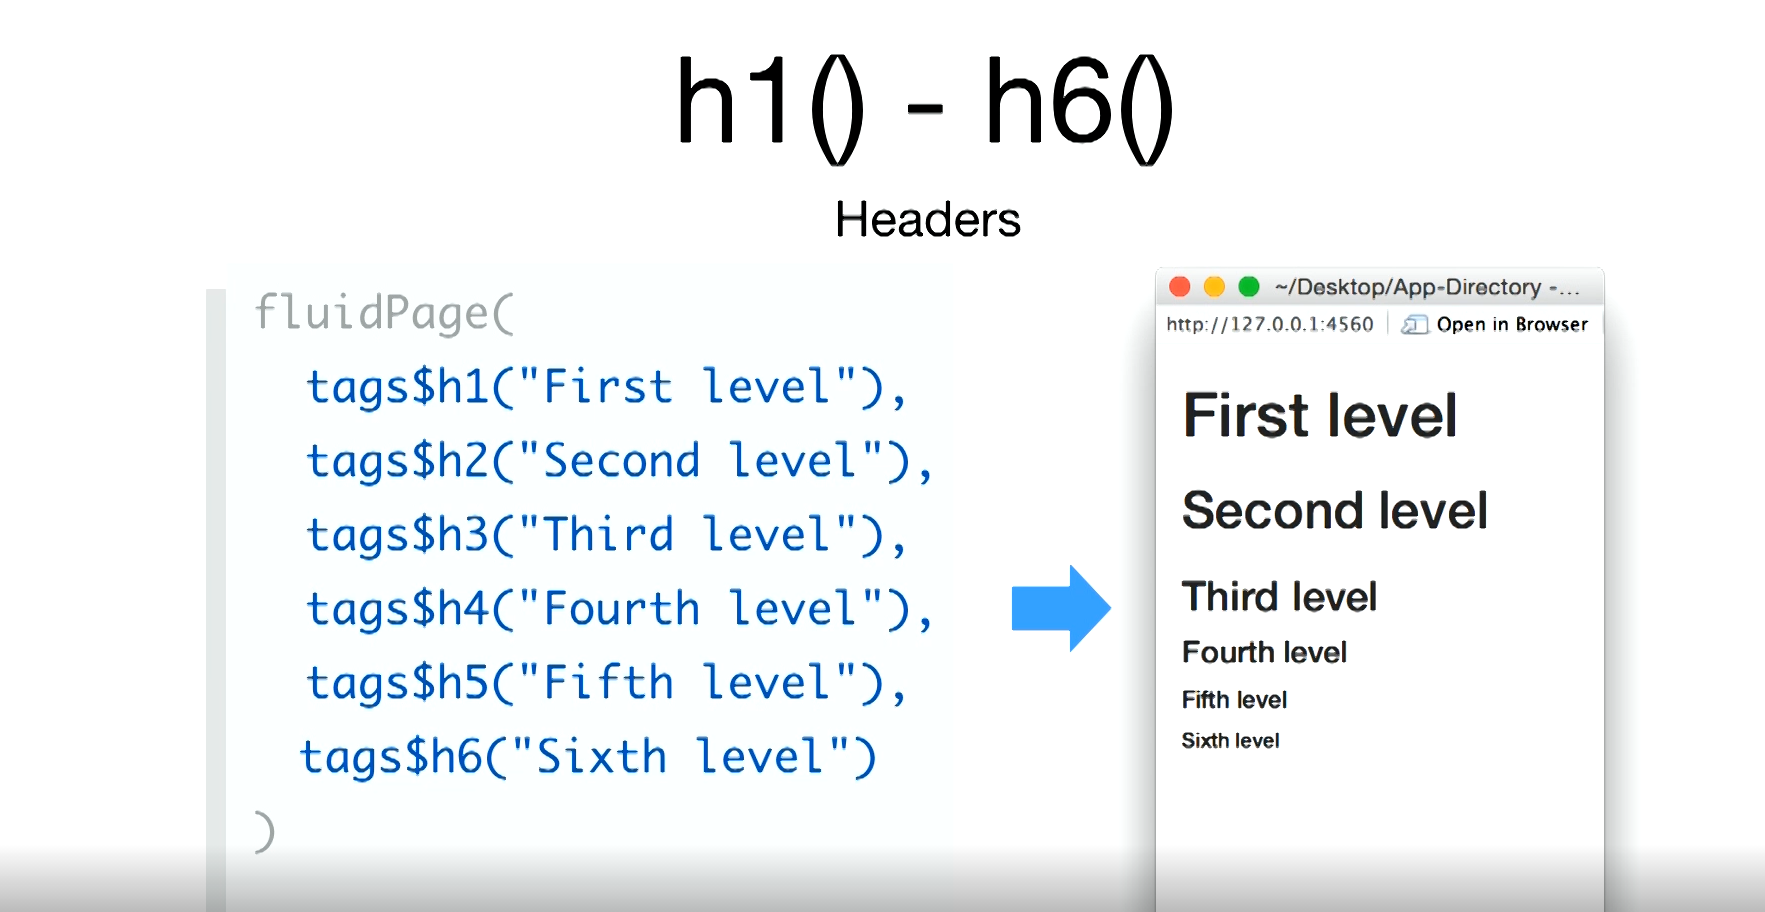 h1() - h6()
Headers
fluidPage(
tags$h1("First level"),
tags$h2("Second level"),
tags$h3("Third level"),
tags$h4("Fourth level"),
tags$h5("Fifth level"),
tags$h6("Sixth level")
)
~/Desktop/App-Directory -...
http://127.0.0.1:4560 Open in Browser
First level
Second level
Third level
Fourth level
Fifth level
Sixth level